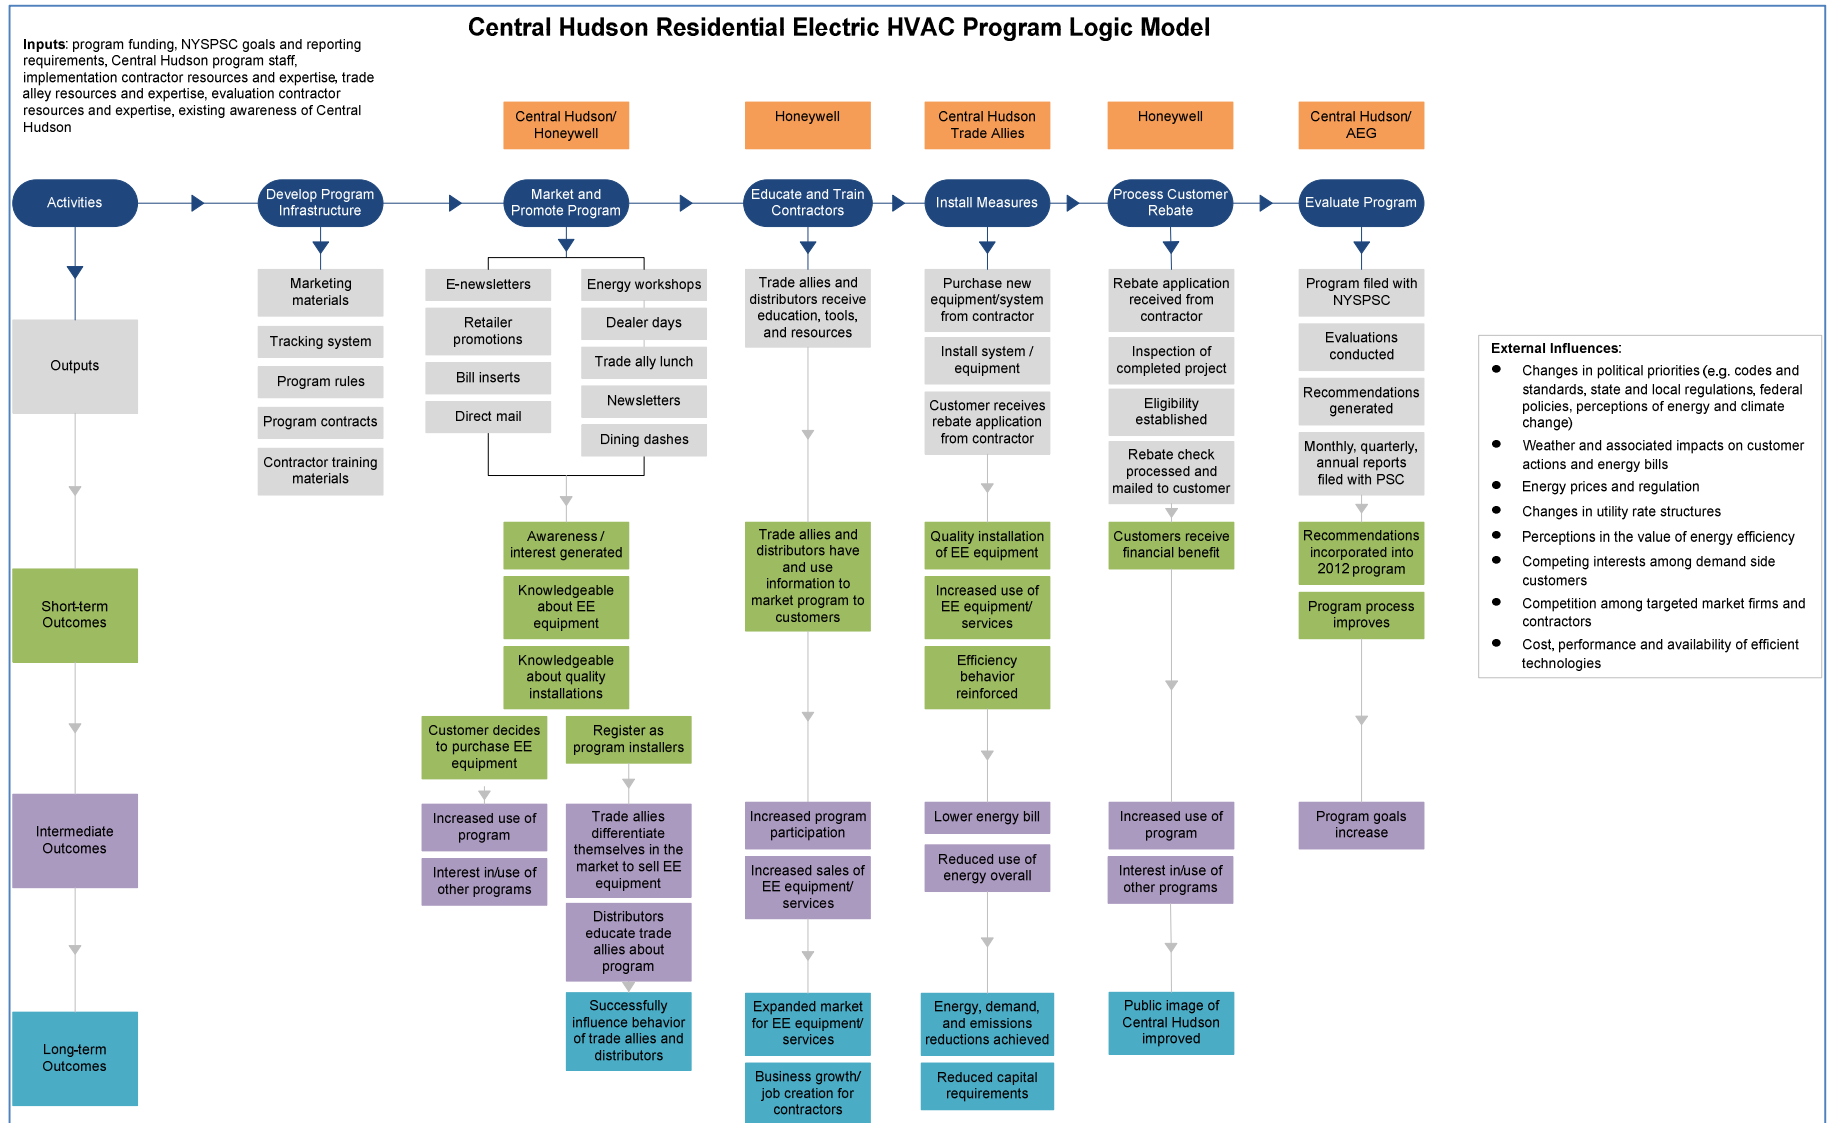 Central Hudson Residential Electric HVAC Program Logic Model
Inputs: program funding, NYSPSC goals and reporting
requirements, Central Hudson program staff,
implementation contractor resources and expertise, trade
alley resources and expertise, evaluation contractor
resources and expertise, existing awareness of Central
Hudson
Central Hudson/
Honeywell
Honeywell
Central Hudson
Trade Allies
Honeywell
Central Hudson/
AEG
Activities
Develop Program
Infrastructure
Market and
Promote Program
Educate and Train
Contractors
Install Measures
Process Customer
Rebate
Evaluate Program
Outputs
Marketing
materials
Tracking system
Program rules
Program contracts
Contractor training
materials
E-newsletters
Retailer
promotions
Bill inserts
Direct mail
Energy workshops
Dealer days
Trade ally lunch
Newsletters
Dining dashes
Trade allies and
distributors receive
education, tools,
and resources
Purchase new
equipment/system
from contractor
Install system /
equipment
Customer receives
rebate application
from contractor
Rebate application
received from
contractor
Inspection of
completed project
Eligibility
established
Rebate check
processed and
mailed to customer
Program filed with
NYSPSC
Evaluations
conducted
Recommendations
generated
Monthly, quarterly,
annual reports
filed with PSC
Short-term
Outcomes
Awareness /
interest generated
Knowledgeable
about EE
equipment
Knowledgeable
about quality
installations
Customer decides
to purchase EE
equipment
Register as
program installers
Trade allies and
distributors have
and use
information to
market program to
customers
Quality installation
of EE equipment
Increased use of
EE equipment/
services
Efficiency
behavior
reinforced
Customers receive
financial benefit
Recommendations
incorporated into
2012 program
Program process
improves
Intermediate
Outcomes
Increased use of
program
Interest in/use of
other programs
Trade allies
differentiate
themselves in the
market to sell EE
equipment
Distributors
educate trade
allies about
program
Increased program
participation
Increased sales of
EE equipment/
services
Lower energy bill
Reduced use of
energy overall
Increased use of
program
Interest in/use of
other programs
Program goals
increase
Long-term
Outcomes
Successfully
influence behavior
of trade allies and
distributors
Expanded market
for EE equipment/
services
Business growth/
job creation for
contractors
Energy, demand,
and emissions
reductions achieved
Reduced capital
requirements
Public image of
Central Hudson
improved
External Influences:
● Changes in political priorities (e.g. codes and
standards, state and local regulations, federal
policies, perceptions of energy and climate
change)
● Weather and associated impacts on customer
actions and energy bills
● Energy prices and regulation
● Changes in utility rate structures
● Perceptions in the value of energy efficiency
● Competing interests among demand side
customers
● Competition among targeted market firms and
contractors
● Cost, performance and availability of efficient
technologies